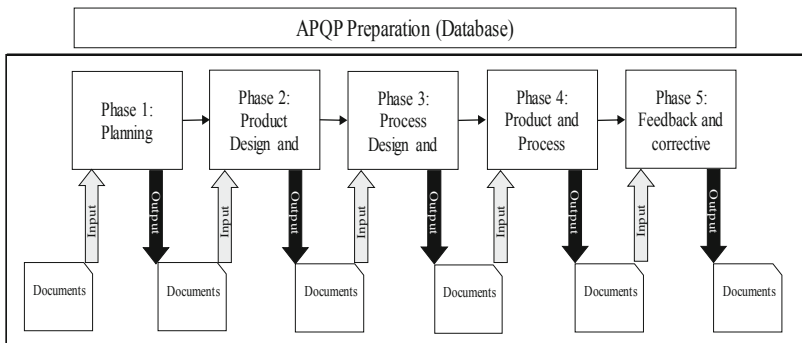 APQP Preparation (Database)
Phase 1:
Planning
Phase 2:
Product
Design and
Phase 3:
Process
Design and
Phase 4:
Product and
Process
Phase 5:
Feedback and
corrective
Input
Output
Input
Output
Input
Output
Input
Output
Input
Output
Documents
Documents
Documents
Documents
Documents
Documents